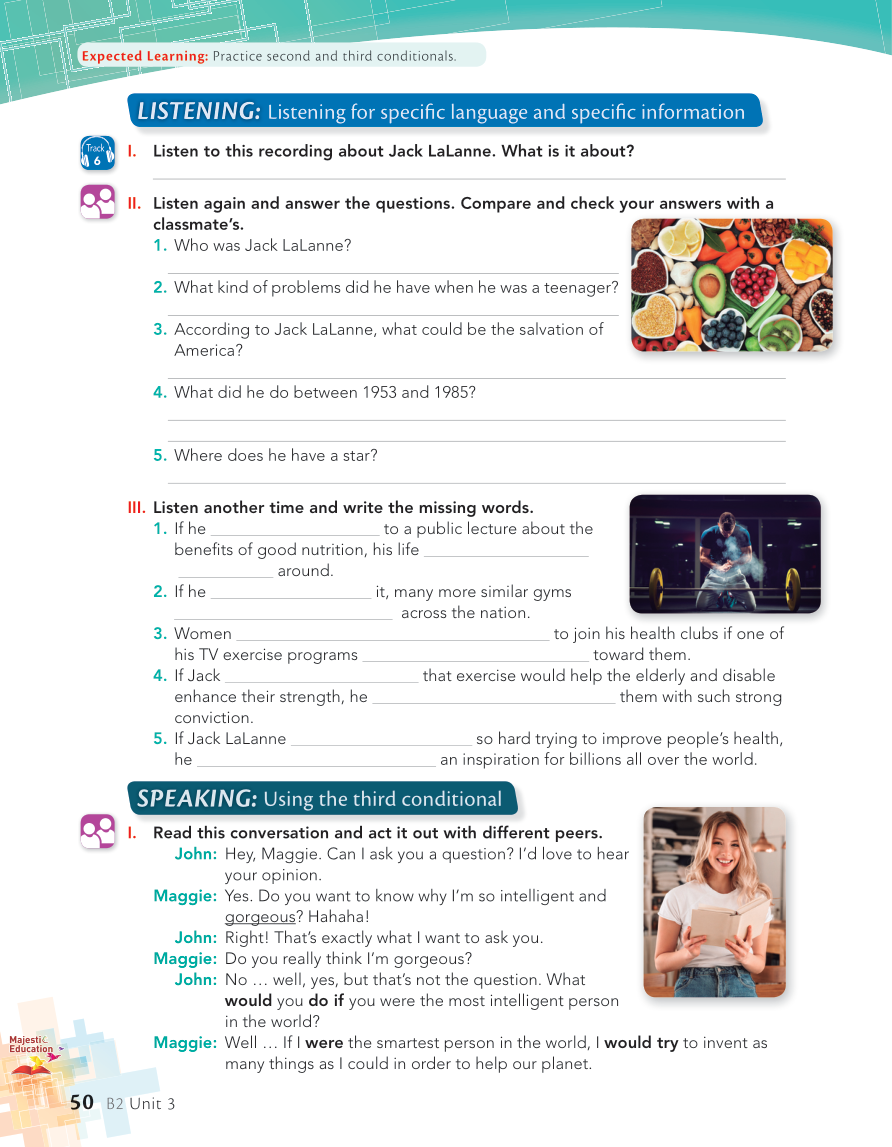 Expected Learning: Practice second and third conditionals.
LISTENING: Listening for specific language and specific information
Track
6
I. Listen to this recording about Jack LaLanne. What is it about?
II. Listen again and answer the questions. Compare and check your answers with a
classmate's.
1. Who was Jack LaLanne?
2. What kind of problems did he have when he was a teenager?
3. According to Jack LaLanne, what could be the salvation of
America?
4. What did he do between 1953 and 1985?
5. Where does he have a star?
III. Listen another time and write the missing words.
1. If he ____ to a public lecture about the
benefits of good nutrition, his life ____
____ around.
2. If he ____ it, many more similar gyms
____ across the nation.
3. Women ____ to join his health clubs if one of
his TV exercise programs ____ toward them.
4. If Jack ____ that exercise would help the elderly and disable
enhance their strength, he ____ them with such strong
conviction.
5. If Jack LaLanne ____ so hard trying to improve people's health,
he ____ an inspiration for billions all over the world.
SPEAKING: Using the third conditional
I. Read this conversation and act it out with different peers.
John: Hey, Maggie. Can I ask you a question? I'd love to hear
your opinion.
Maggie: Yes. Do you want to know why I'm so intelligent and
gorgeous? Hahaha!
John: Right! That's exactly what I want to ask you.
Maggie: Do you really think I'm gorgeous?
John: No … well, yes, but that's not the question. What
would you do if you were the most intelligent person
in the world?
Maggie: Well … If I were the smartest person in the world, I would try to invent as
many things as I could in order to help our planet.
Majestic
Education
50 B2 Unit 3